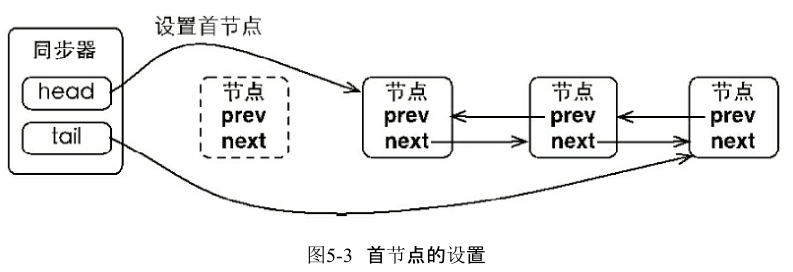 设置首节点
同步器
head
tail
节点
prev
next
节点
prev
next
节点
prev
next
节点
prev
next
图5-3 首节点的设置